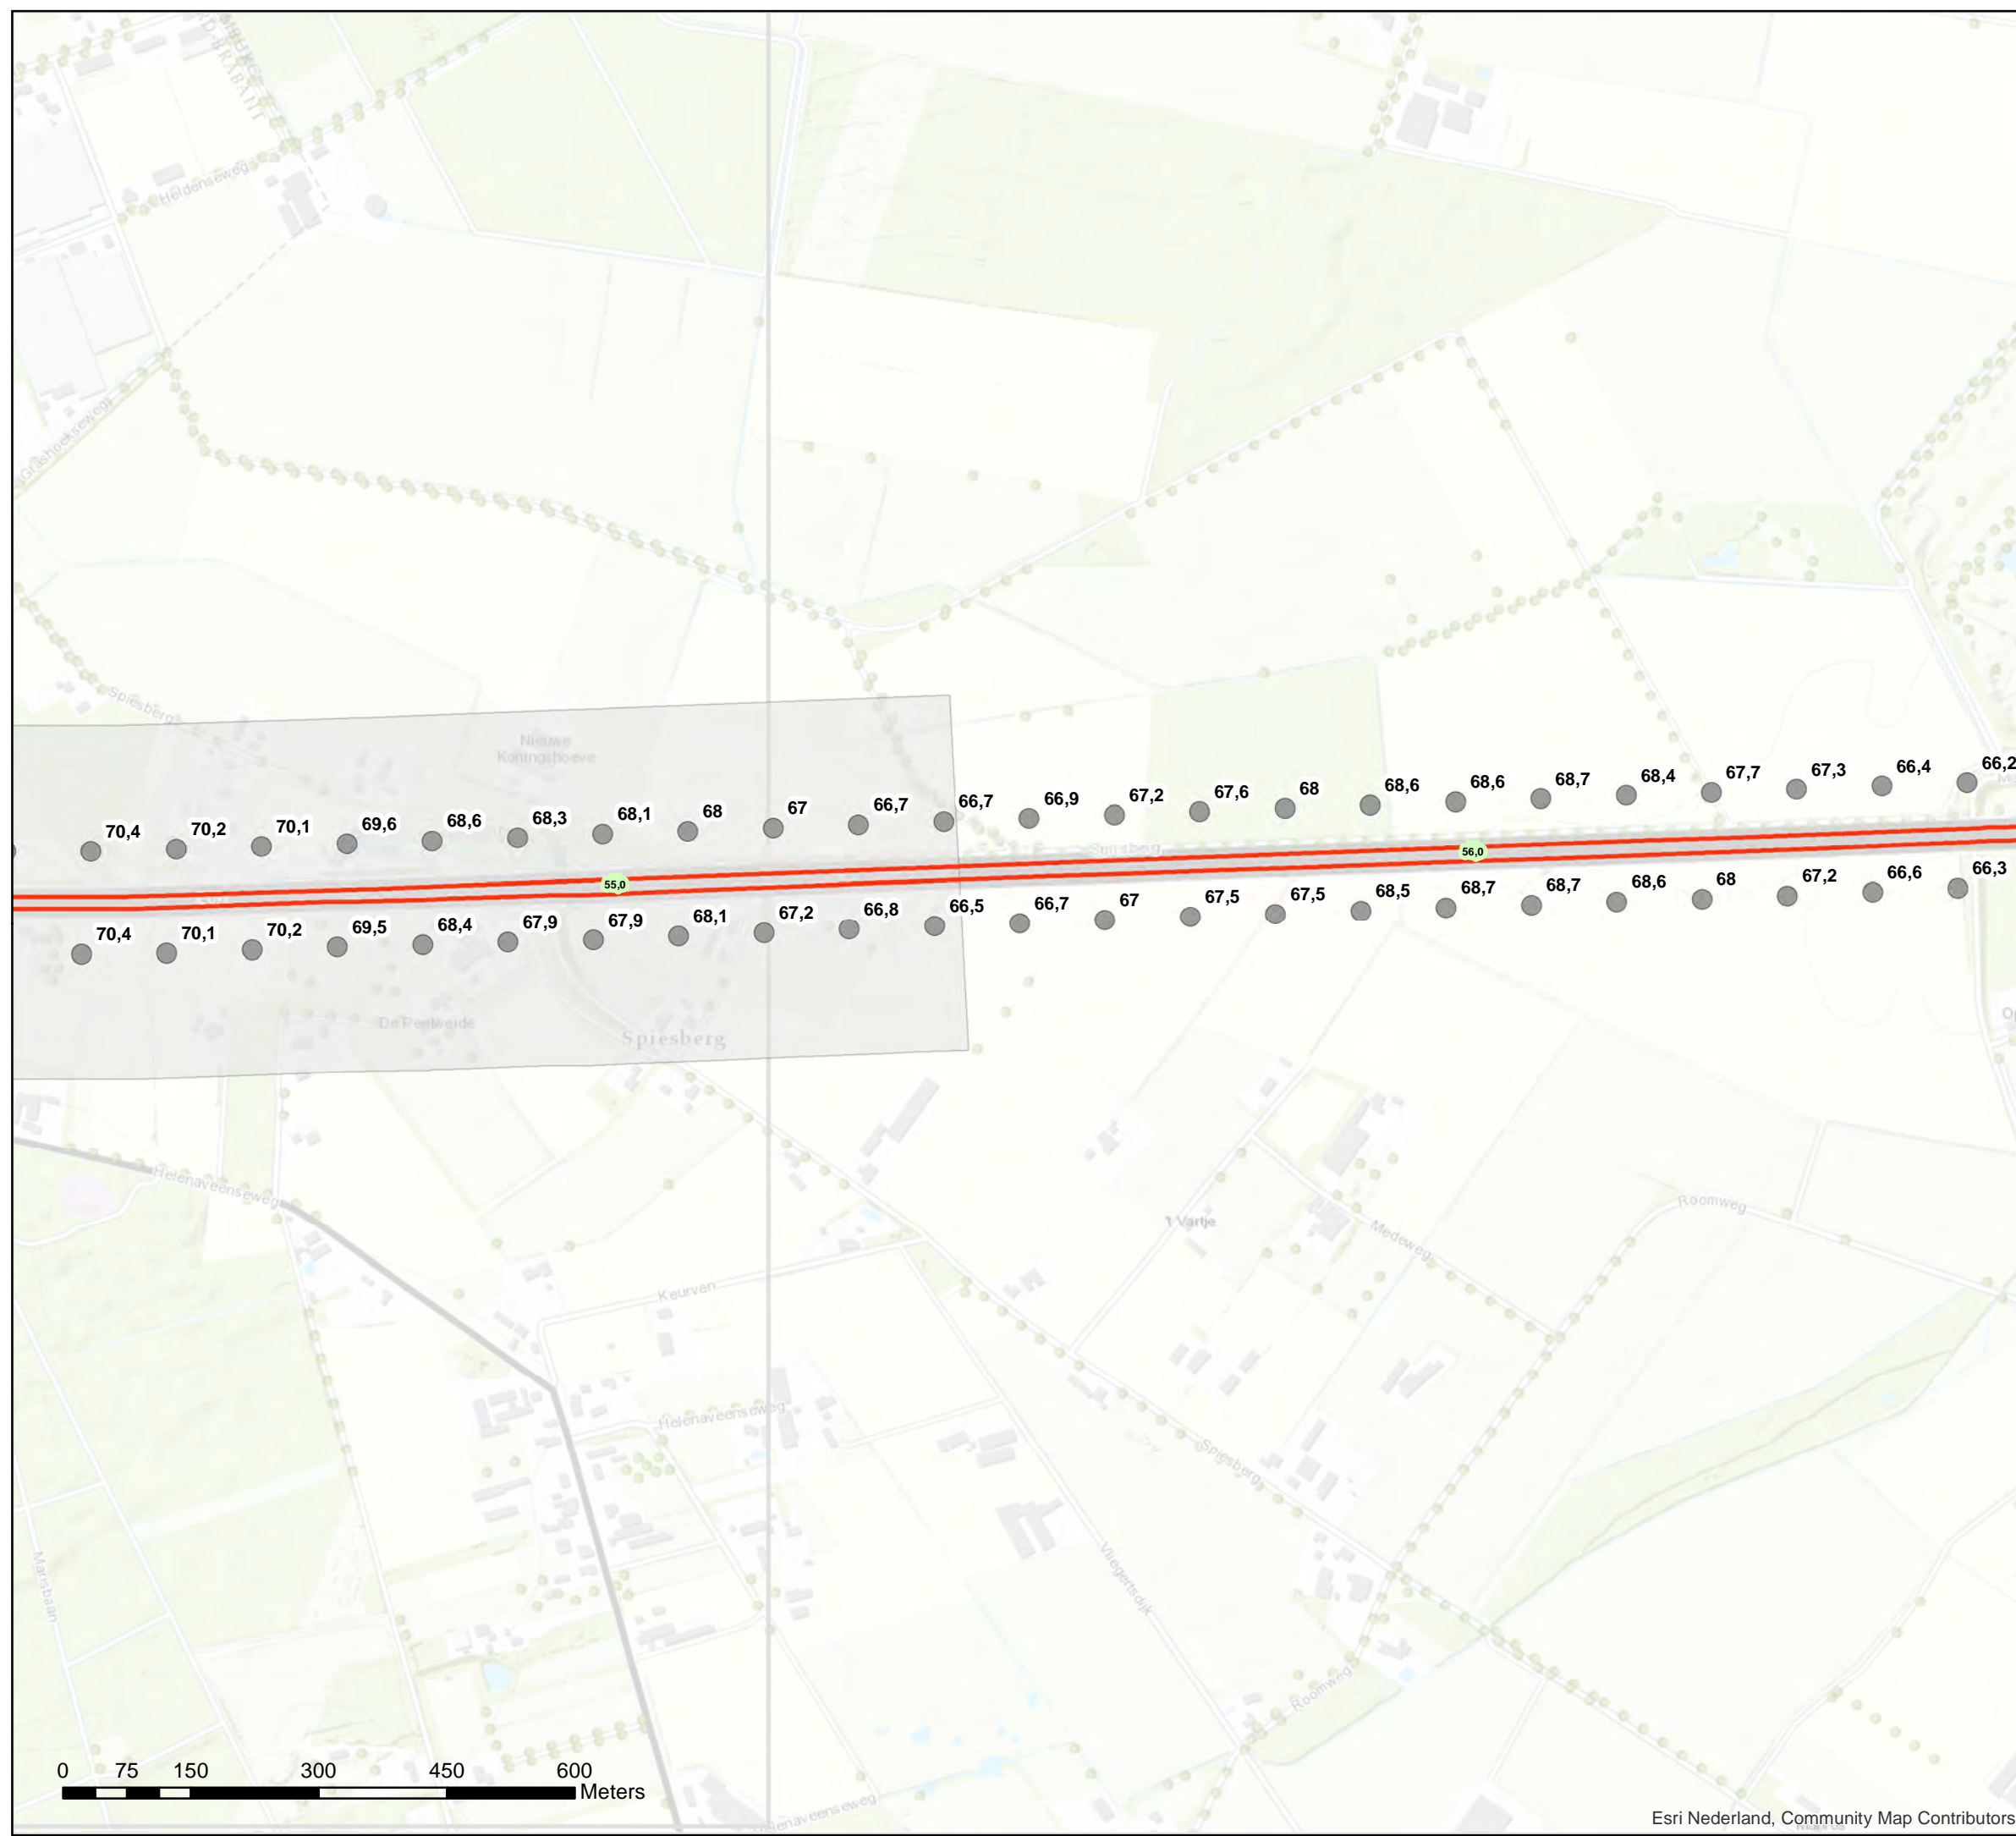 D-BRABANT
Heldenseweg
Grashoekseweg
Spiesberg
Nieuwe
Koningshoeve
70,4 70,2 70,1 69,6 68,6 68,3 68,1 68 67 66,7 66,7 66,9 67,2 67,6 68 68,6 68,6 68,7 68,4 67,7 67,3 66,4 66,2
Spiesberg
56,0
55,0
70,4 70,1 70,2 69,5 68,4 67,9 67,9 68,1 67,2 66,8 66,5 66,7 67 67,5 67,5 68,5 68,7 68,7 68,6 68 67,2 66,6 66,3
De Peelweide
Spiesberg
Helenaveenseweg
Roomweg
't Vartje
Medeweg
Keurven
Helenaveenseweg
Spiesberg
Marisbaan
Vliegertsdijk
Roomweg
0 75 150 300 450 600
Meters
Helenaveenseweg
Esri Nederland, Community Map Contributors